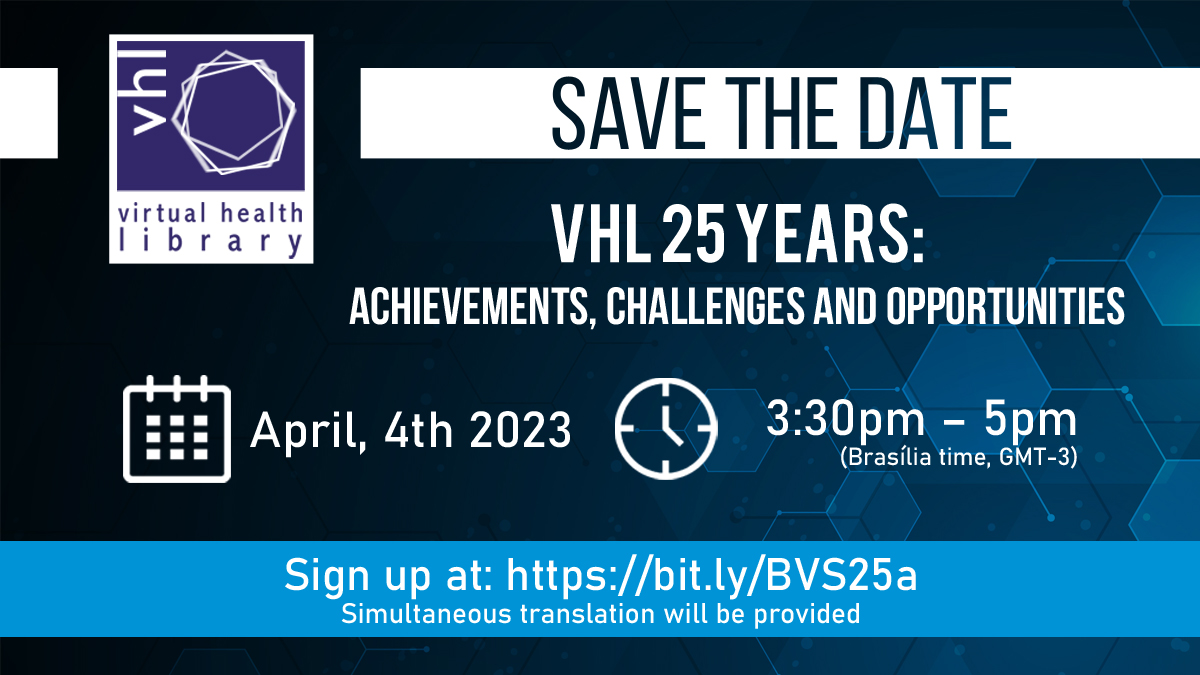 vhl
virtual health
library
SAVE THE DATE
VHL 25 YEARS:
ACHIEVEMENTS, CHALLENGES AND OPPORTUNITIES
April, 4th 2023
3:30pm – 5pm
(Brasília time, GMT-3)
Sign up at: https://bit.ly/BVS25a
Simultaneous translation will be provided